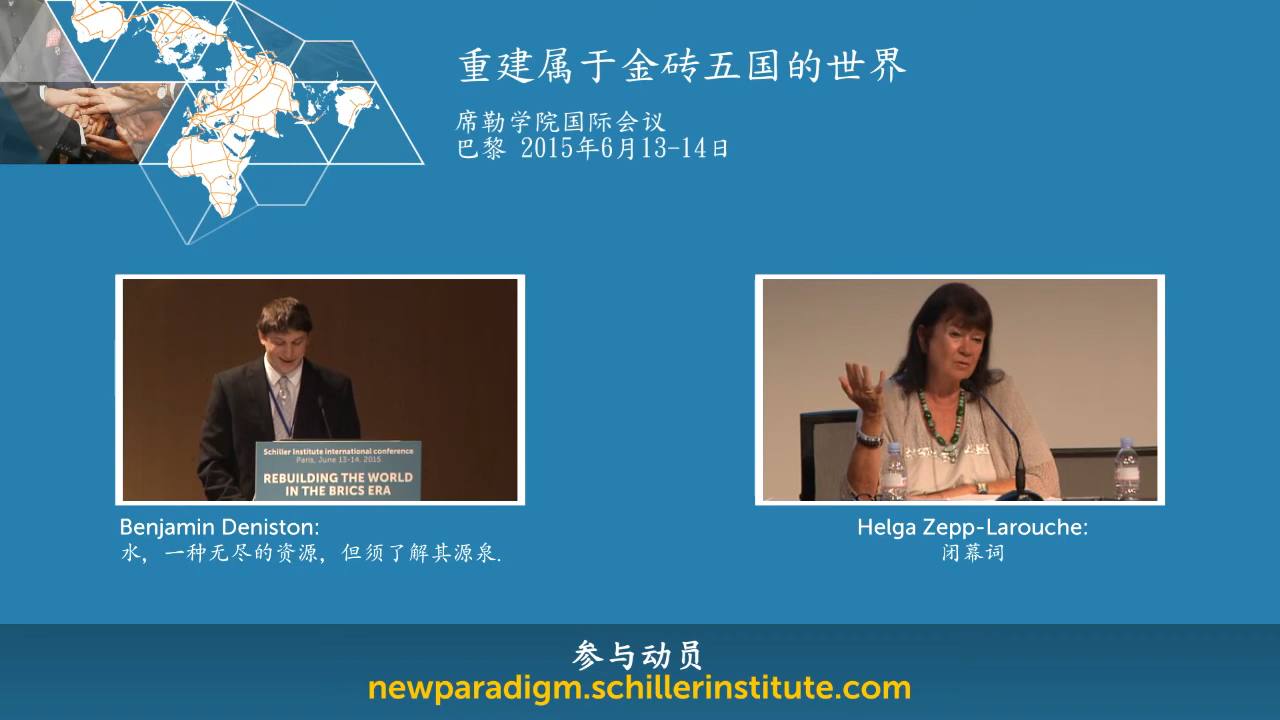 重建属于金砖五国的世界
席勒学院国际会议
巴黎 2015年6月13-14日
Schiller Institute international conference
Paris, June 13-14, 2015
REBUILDING THE WORLD
IN THE BRICS ERA
Benjamin Deniston:
水，一种无尽的资源，但须了解其源泉.
Helga Zepp-Larouche:
闭幕词
参与动员
newparadigm.schillerinstitute.com